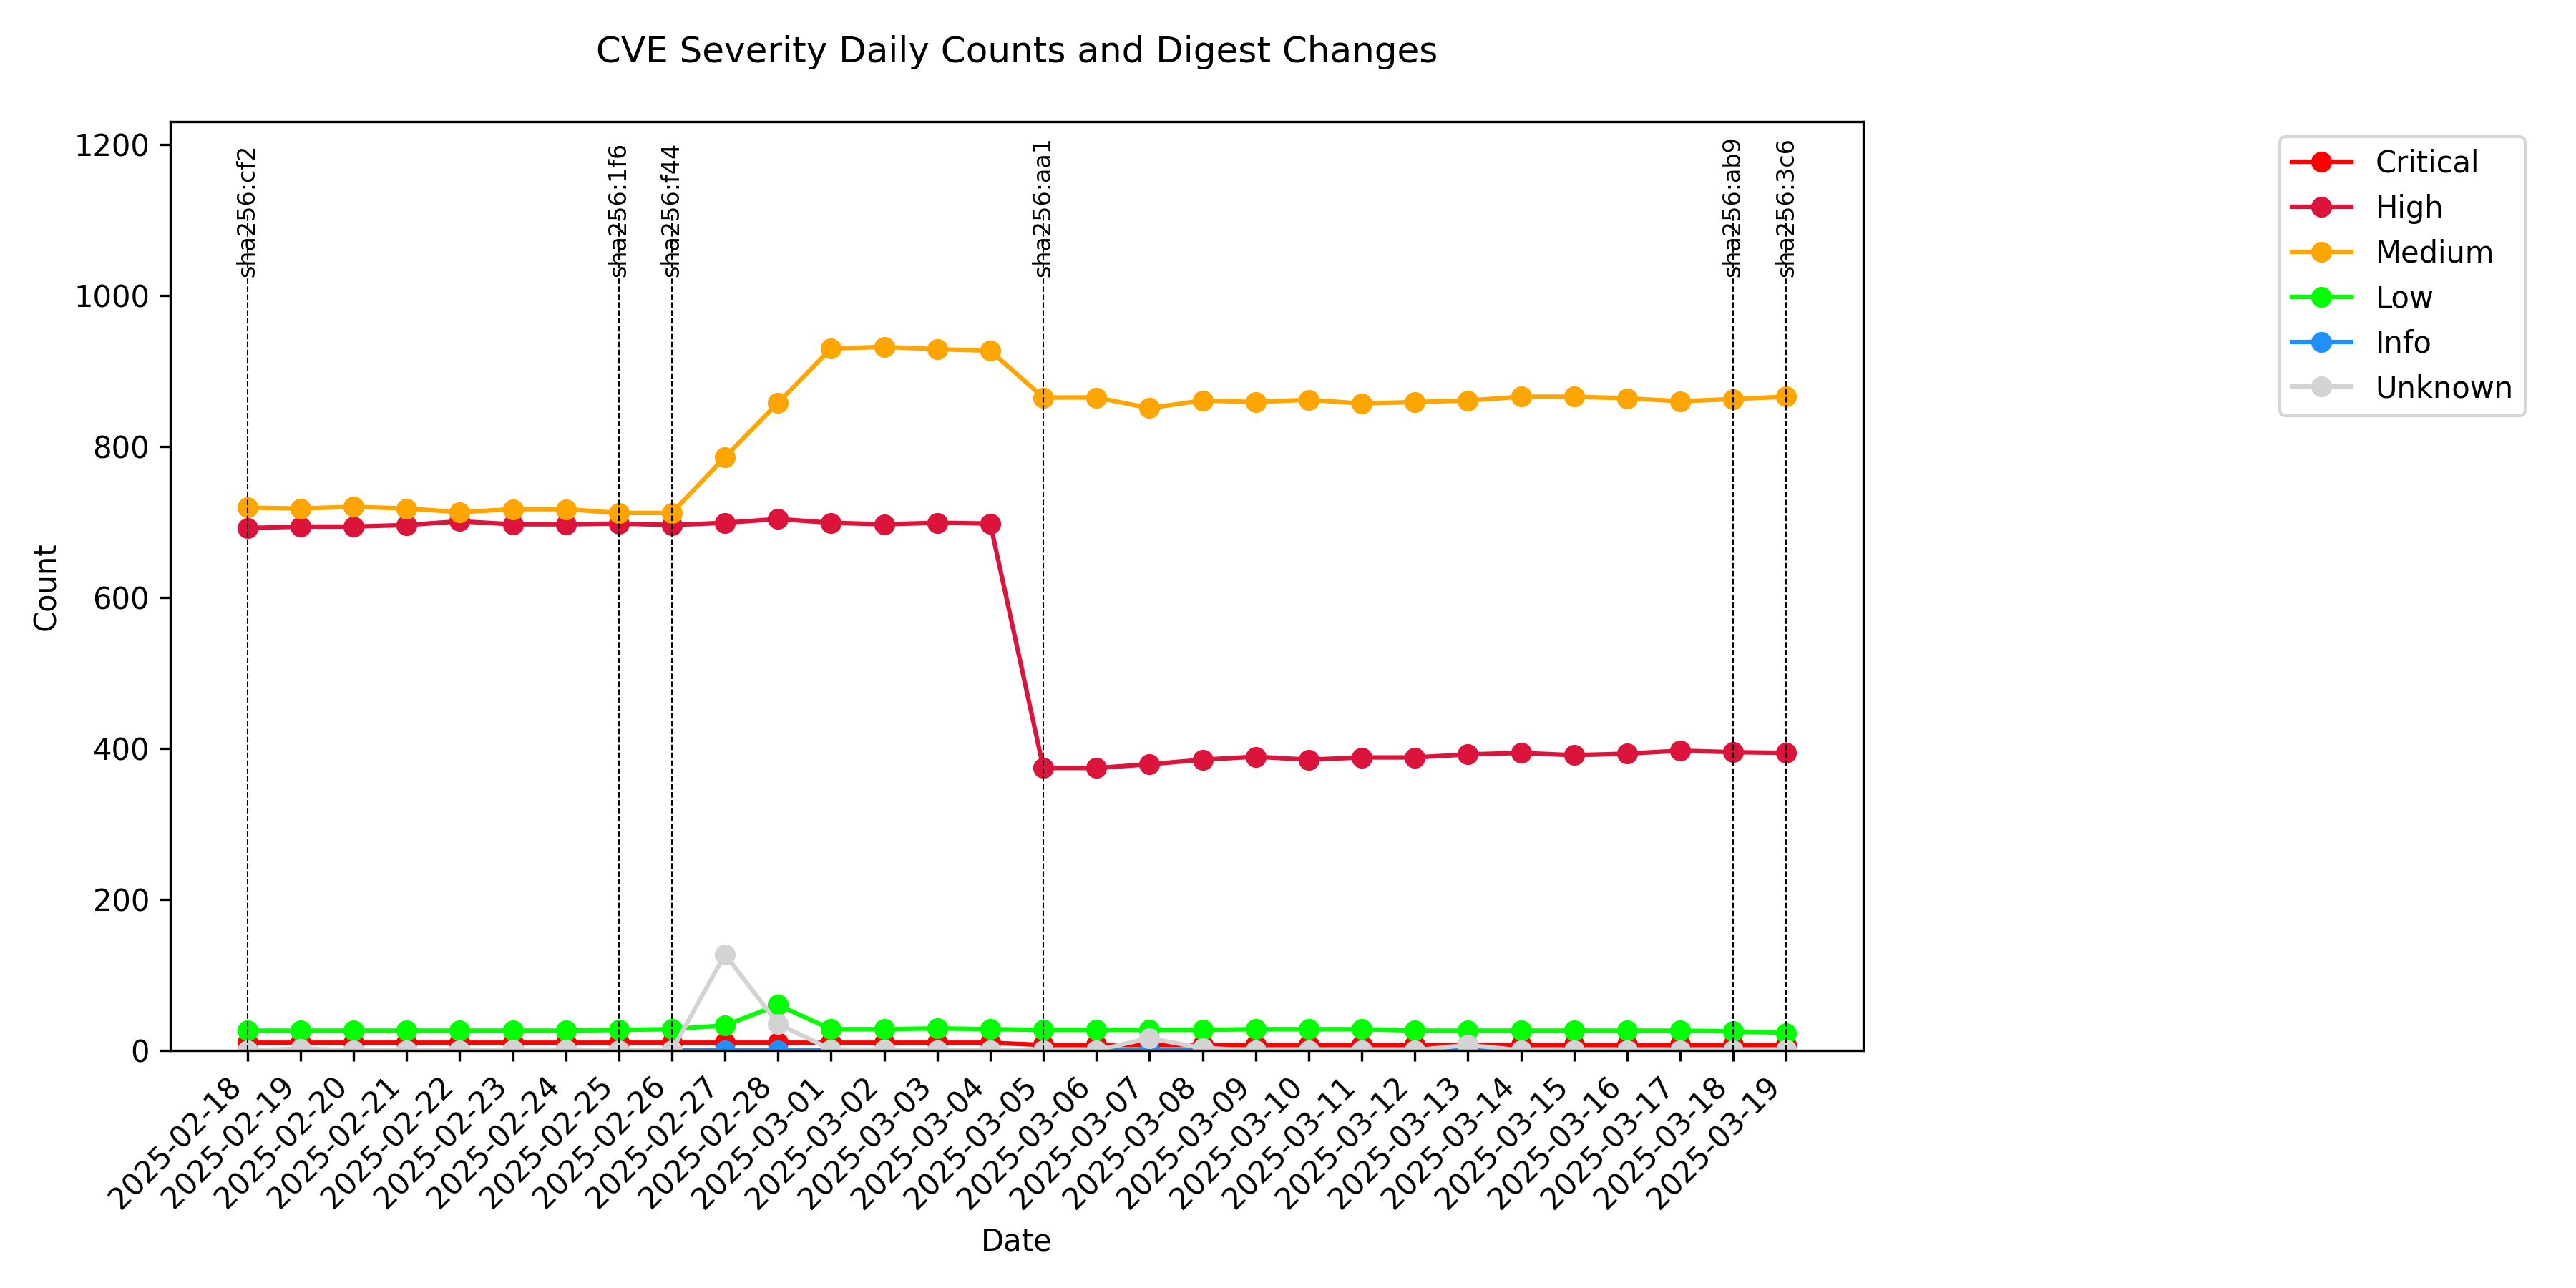 CVE Severity Daily Counts and Digest Changes
1200
1000
800
600
400
200
0
Count
sha256:cf2
sha256:1f6
sha256:f44
sha256:aa1
sha256:ab9
sha256:3c6
Critical
High
Medium
Low
Info
Unknown
2025-02-18
2025-02-19
2025-02-20
2025-02-21
2025-02-22
2025-02-23
2025-02-24
2025-02-25
2025-02-26
2025-02-27
2025-02-28
2025-03-01
2025-03-02
2025-03-03
2025-03-04
2025-03-05
2025-03-06
2025-03-07
2025-03-08
2025-03-09
2025-03-10
2025-03-11
2025-03-12
2025-03-13
2025-03-14
2025-03-15
2025-03-16
2025-03-17
2025-03-18
2025-03-19
Date